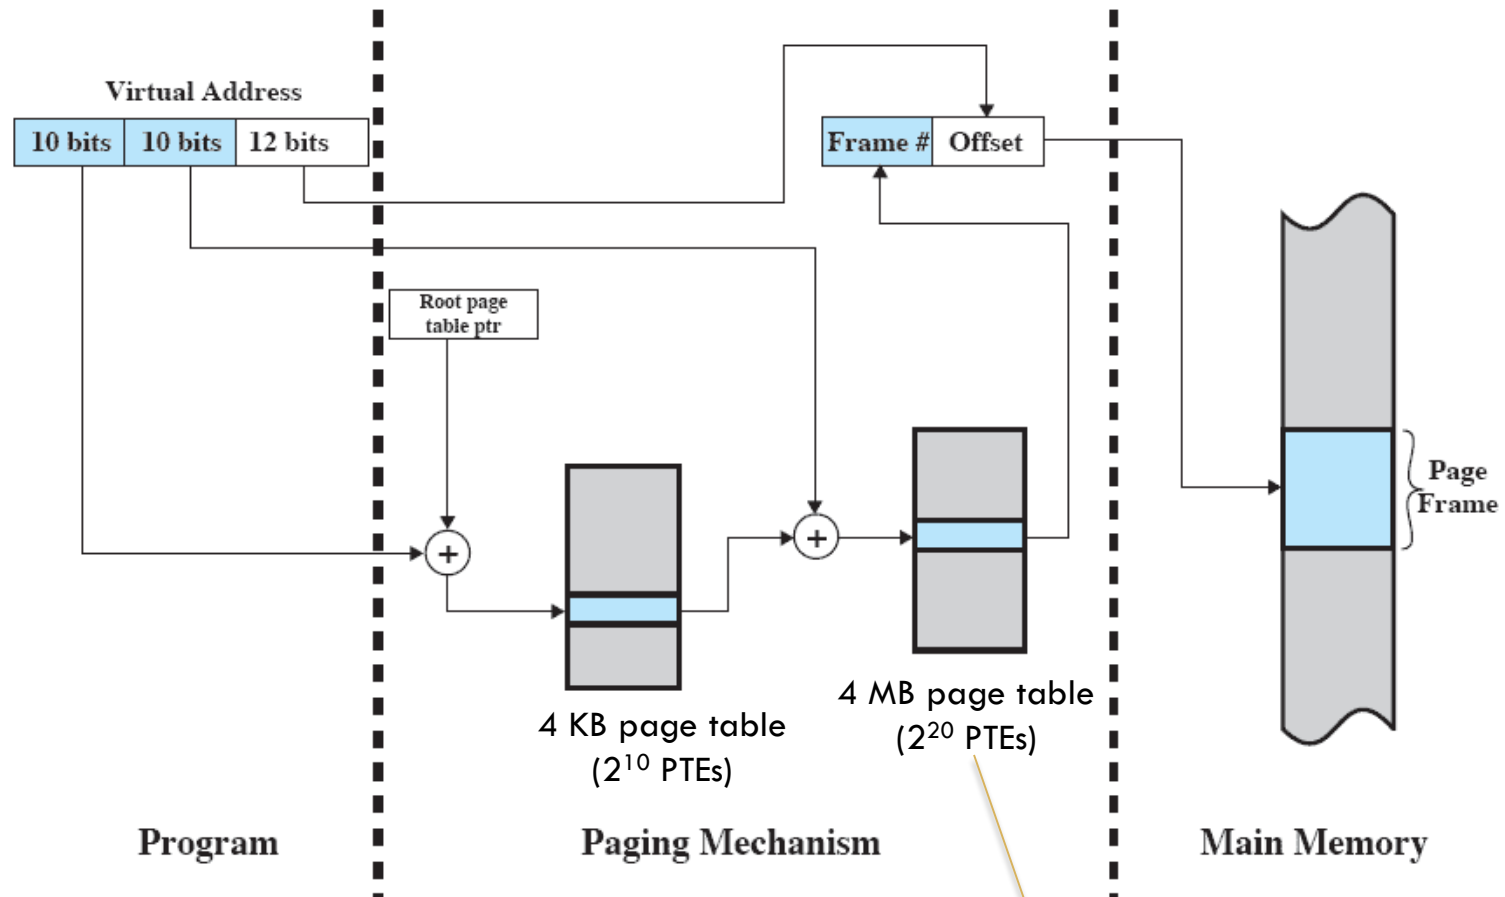 Virtual Address
10 bits 10 bits 12 bits
Frame # Offset
Root page
table ptr
+
+
Page
Frame
4 KB page table
(2¹⁰ PTEs)
4 MB page table
(2²⁰ PTEs)
Program
Paging Mechanism
Main Memory